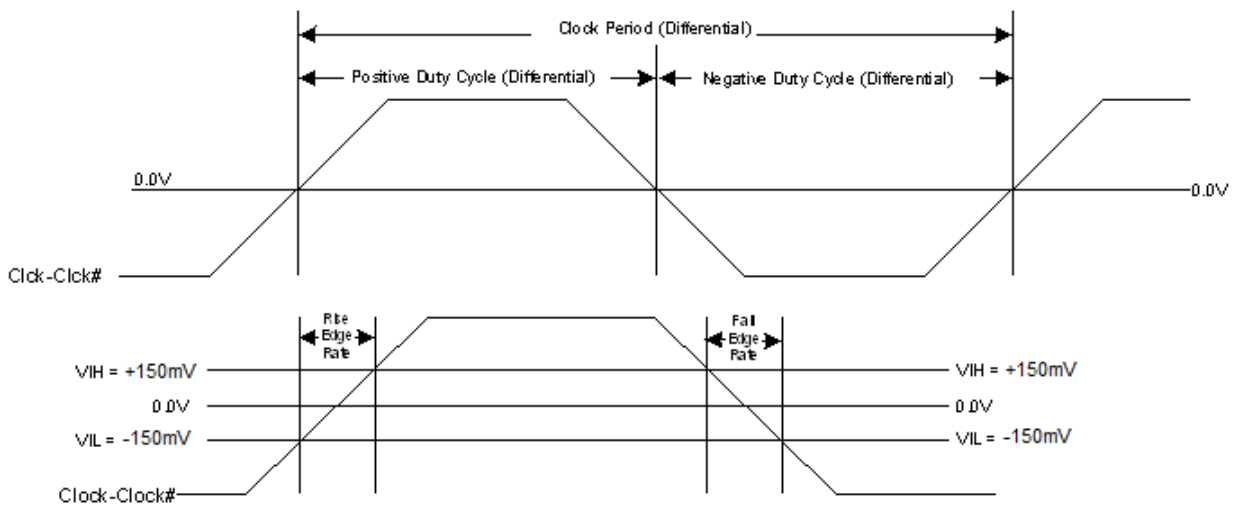 Clock Period (Differential)
Positive Duty Cycle (Differential)
Negative Duty Cycle (Differential)
0.0V
0.0V
Clck-Clck#
Rise
Edge
Rate
Fall
Edge
Rate
VIH = +150mV
VIH = +150mV
0.0V
0.0V
VIL = -150mV
VIL = -150mV
Clock-Clock#